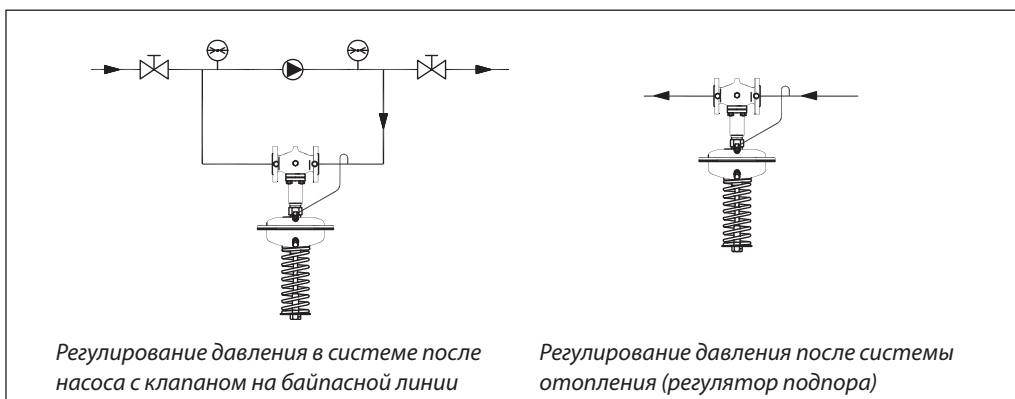 Регулирование давления в системе после
насоса с клапаном на байпасной линии
Регулирование давления после системы
отопления (регулятор подпора)